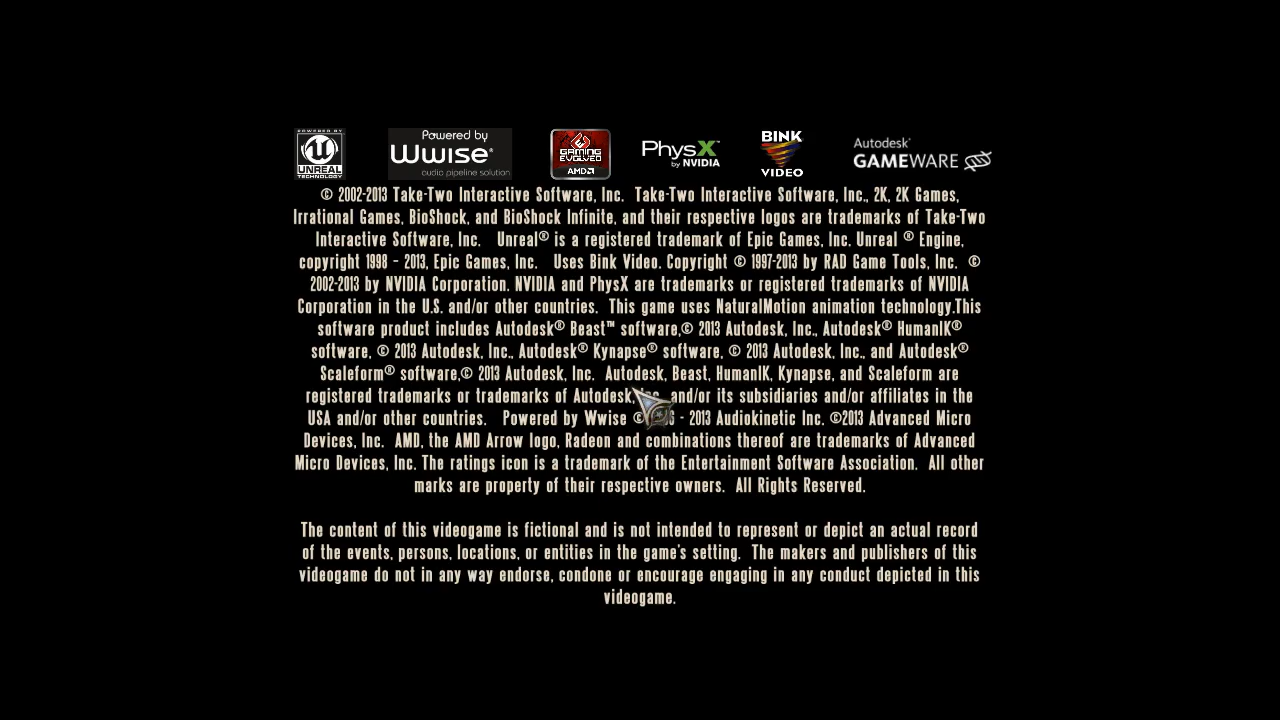 POWERED BY
UNREAL
TECHNOLOGY
Powered by
Wwise®
audio pipeline solution
GAMING
EVOLVED
AMD
PhysX™
by NVIDIA
BINK
VIDEO
Autodesk®
GAMEWARE
© 2002-2013 Take-Two Interactive Software, Inc.  Take-Two Interactive Software, Inc., 2K, 2K Games,
Irrational Games, BioShock, and BioShock Infinite, and their respective logos are trademarks of Take-Two
Interactive Software, Inc.   Unreal® is a registered trademark of Epic Games, Inc. Unreal ® Engine,
copyright 1998 – 2013, Epic Games, Inc.   Uses Bink Video. Copyright © 1997-2013 by RAD Game Tools, Inc.  ©
2002-2013 by NVIDIA Corporation. NVIDIA and PhysX are trademarks or registered trademarks of NVIDIA
Corporation in the U.S. and/or other countries.  This game uses NaturalMotion animation technology.This
software product includes Autodesk® Beast™ software,© 2013 Autodesk, Inc., Autodesk® HumanIK®
software, © 2013 Autodesk, Inc., Autodesk® Kynapse® software, © 2013 Autodesk, Inc., and Autodesk®
Scaleform® software,© 2013 Autodesk, Inc.  Autodesk, Beast, HumanIK, Kynapse, and Scaleform are
registered trademarks or trademarks of Autodesk, and/or its subsidiaries and/or affiliates in the
USA and/or other countries.   Powered by Wwise © - 2013 Audiokinetic Inc. ©2013 Advanced Micro
Devices, Inc.  AMD, the AMD Arrow logo, Radeon and combinations thereof are trademarks of Advanced
Micro Devices, Inc. The ratings icon is a trademark of the Entertainment Software Association.  All other
marks are property of their respective owners.  All Rights Reserved.
The content of this videogame is fictional and is not intended to represent or depict an actual record
of the events, persons, locations, or entities in the game's setting.  The makers and publishers of this
videogame do not in any way endorse, condone or encourage engaging in any conduct depicted in this
videogame.